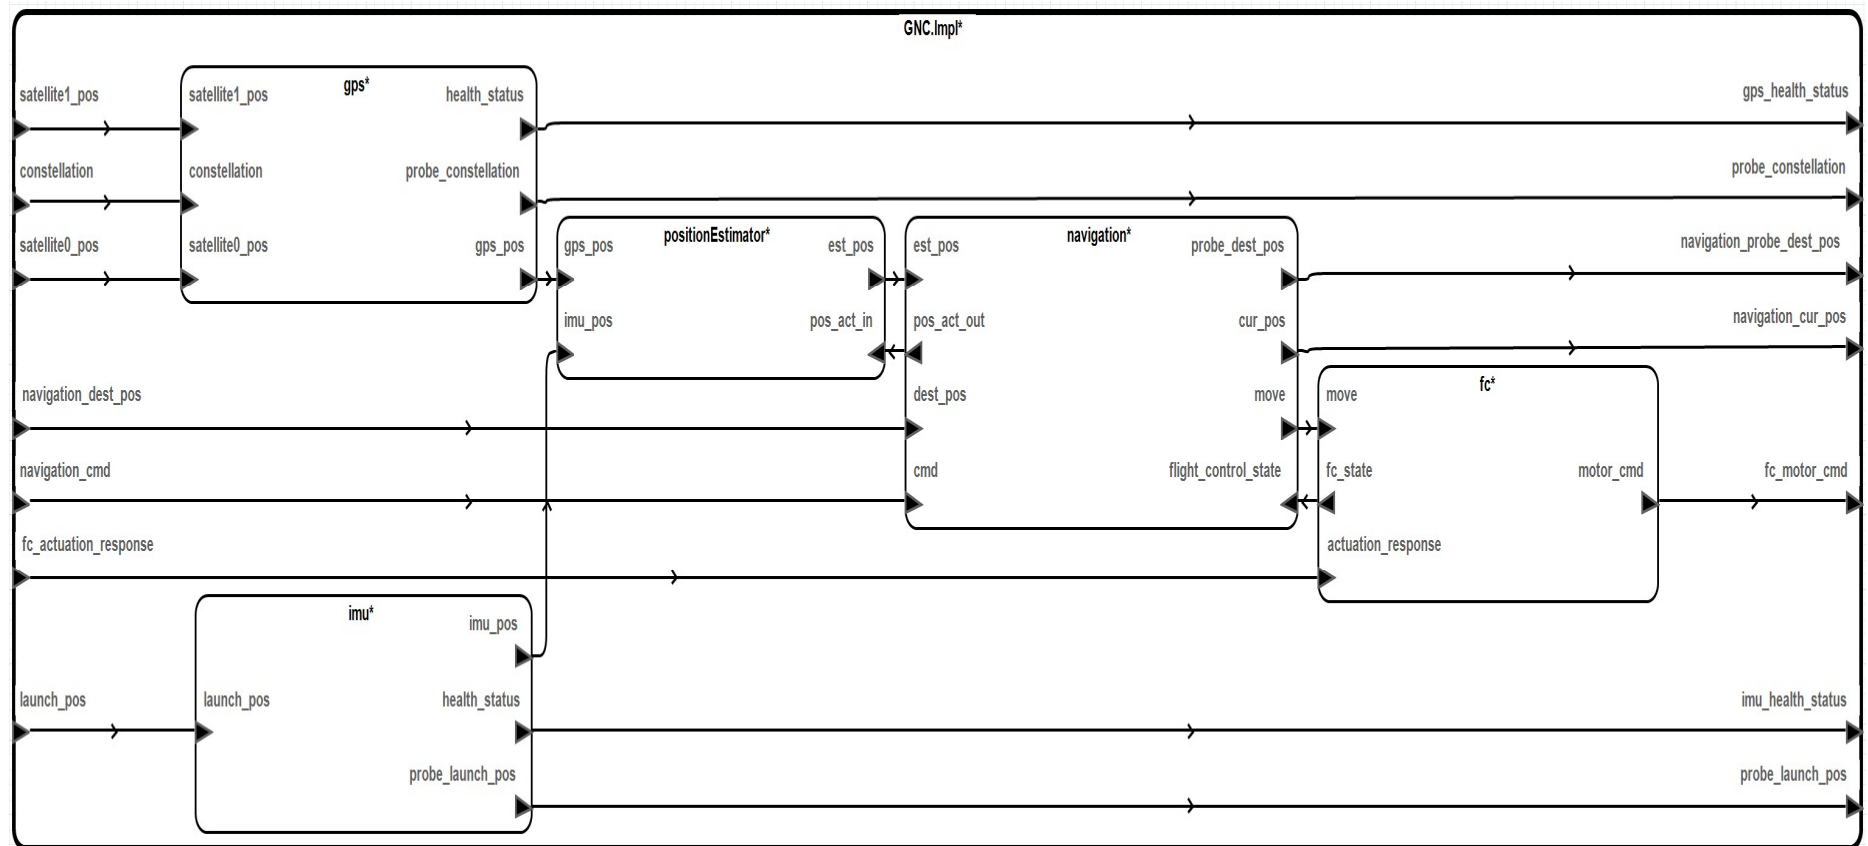 GNC.Impl*
satellite1_pos
satellite1_pos
gps*
health_status
gps_health_status
constellation
constellation
probe_constellation
probe_constellation
satellite0_pos
satellite0_pos
gps_pos
gps_pos
positionEstimator*
est_pos
est_pos
navigation*
probe_dest_pos
navigation_probe_dest_pos
imu_pos
pos_act_in
pos_act_out
cur_pos
navigation_cur_pos
navigation_dest_pos
dest_pos
move
move
fc*
navigation_cmd
cmd
flight_control_state
fc_state
motor_cmd
fc_motor_cmd
fc_actuation_response
actuation_response
imu*
imu_pos
launch_pos
launch_pos
health_status
imu_health_status
probe_launch_pos
probe_launch_pos